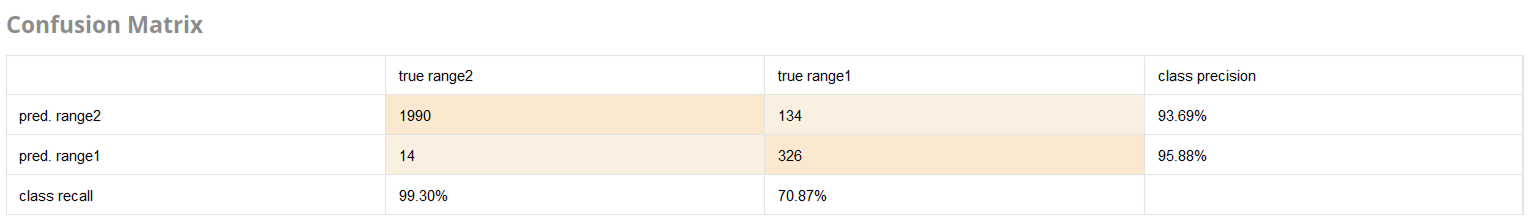 Confusion Matrix
true range2 true range1 class precision
pred. range2 1990 134 93.69%
pred. range1 14 326 95.88%
class recall 99.30% 70.87%